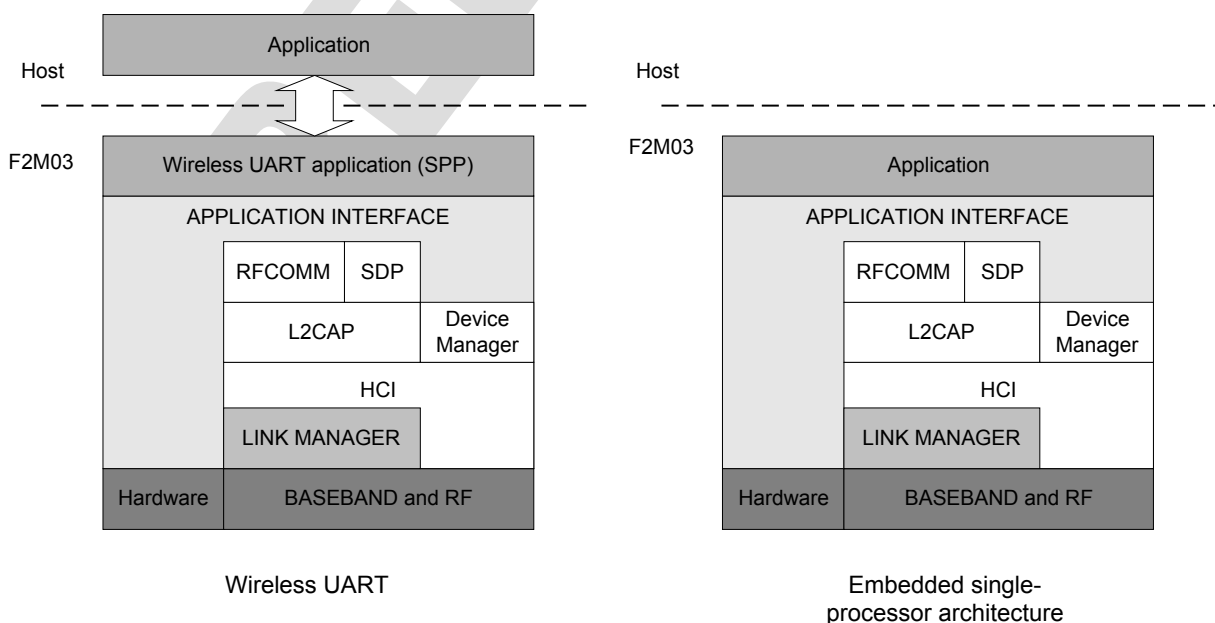 Application
Host
F2M03
Wireless UART application (SPP)
APPLICATION INTERFACE
RFCOMM
SDP
L2CAP
Device
Manager
HCI
LINK MANAGER
Hardware
BASEBAND and RF
Wireless UART
Host
F2M03
Application
APPLICATION INTERFACE
RFCOMM
SDP
L2CAP
Device
Manager
HCI
LINK MANAGER
Hardware
BASEBAND and RF
Embedded single-
processor architecture